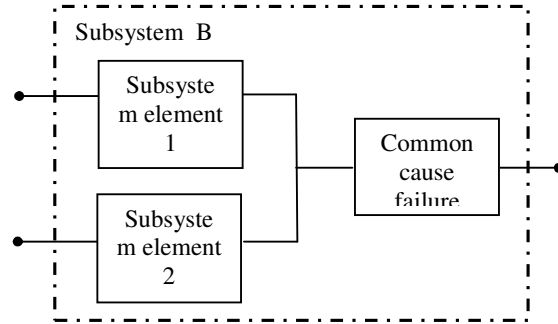 Subsystem B
Subsyste
m element
1
Common
cause
failure
Subsyste
m element
2